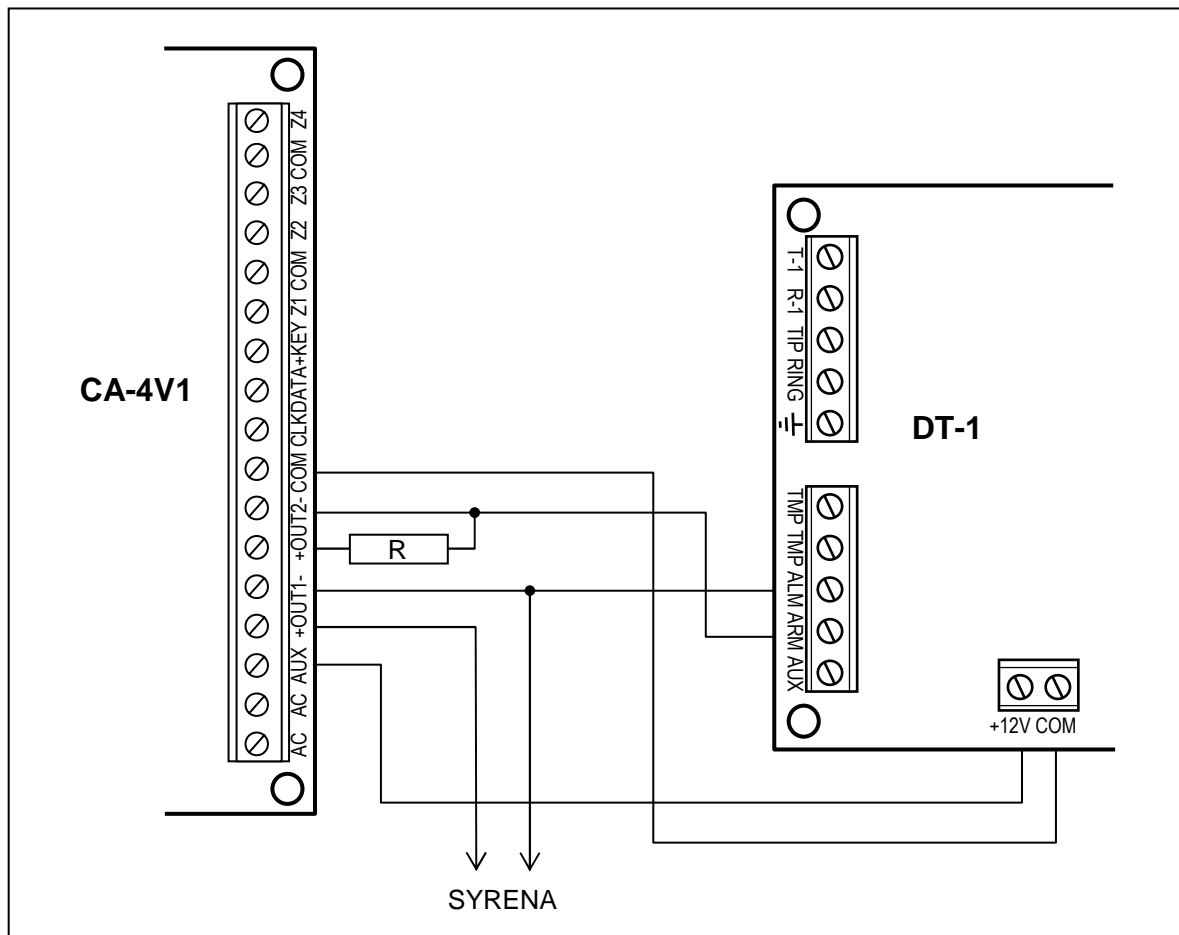 CA-4V1
Z4
COM
Z3
Z2
COM
Z1
+KEY
DATA
CLK
COM
+OUT2-
+OUT1-
AUX
AC
AC
R
SYRENA
DT-1
T-1
R-1
TIP
RING
TMP
TMP
ALM
ARM
AUX
+12V COM